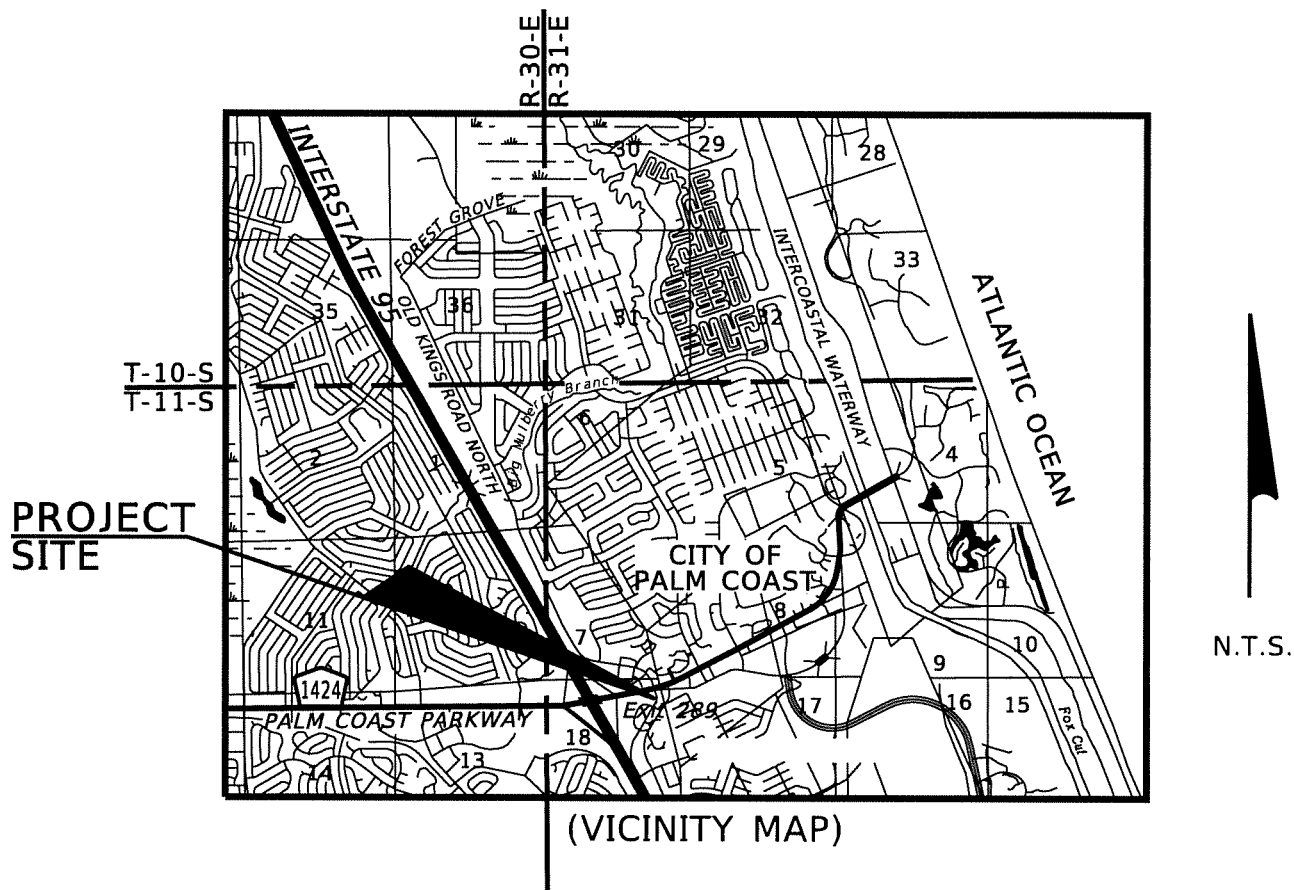 R-30-E
R-31-E
30
29
28
INTERSTATE 95
FOREST GROVE
INTERCOASTAL WATERWAY
33
ATLANTIC OCEAN
35
OLD KINGS ROAD NORTH
36
31
32
T-10-S
T-11-S
Big Mulberry Branch
6
2
1
5
4
PROJECT
SITE
CITY OF
PALM COAST
11
7
8
9
10
N.T.S.
1424
PALM COAST PARKWAY
Exit 289
17
16
15
Fox Cut
18
13
14
(VICINITY MAP)